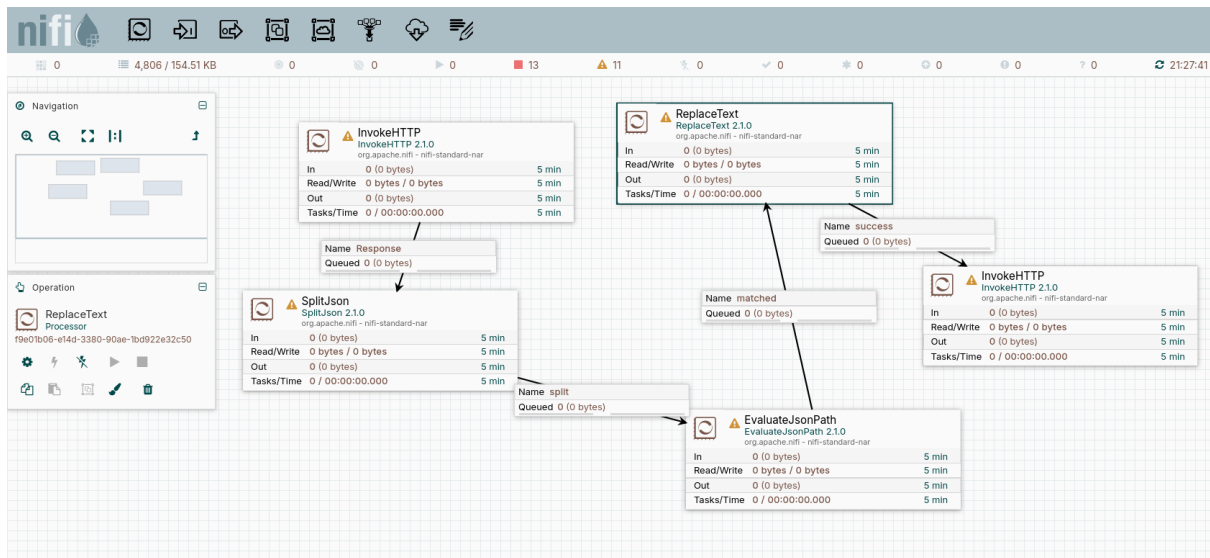 nifi
0 4,806 / 154.51 KB 0 0 0 13 11 0 0 0 0 0 0 21:27:41
Navigation
Operation
ReplaceText
Processor
f9e01b06-e14d-3380-90ae-1bd922e32c50
InvokeHTTP
InvokeHTTP 2.1.0
org.apache.nifi - nifi-standard-nar
In 0 (0 bytes) 5 min
Read/Write 0 bytes / 0 bytes 5 min
Out 0 (0 bytes) 5 min
Tasks/Time 0 / 00:00:00.000 5 min
Name Response
Queued 0 (0 bytes)
SplitJson
SplitJson 2.1.0
org.apache.nifi - nifi-standard-nar
In 0 (0 bytes) 5 min
Read/Write 0 bytes / 0 bytes 5 min
Out 0 (0 bytes) 5 min
Tasks/Time 0 / 00:00:00.000 5 min
Name split
Queued 0 (0 bytes)
EvaluateJsonPath
EvaluateJsonPath 2.1.0
org.apache.nifi - nifi-standard-nar
In 0 (0 bytes) 5 min
Read/Write 0 bytes / 0 bytes 5 min
Out 0 (0 bytes) 5 min
Tasks/Time 0 / 00:00:00.000 5 min
Name matched
Queued 0 (0 bytes)
ReplaceText
ReplaceText 2.1.0
org.apache.nifi - nifi-standard-nar
In 0 (0 bytes) 5 min
Read/Write 0 bytes / 0 bytes 5 min
Out 0 (0 bytes) 5 min
Tasks/Time 0 / 00:00:00.000 5 min
Name success
Queued 0 (0 bytes)
InvokeHTTP
InvokeHTTP 2.1.0
org.apache.nifi - nifi-standard-nar
In 0 (0 bytes) 5 min
Read/Write 0 bytes / 0 bytes 5 min
Out 0 (0 bytes) 5 min
Tasks/Time 0 / 00:00:00.000 5 min